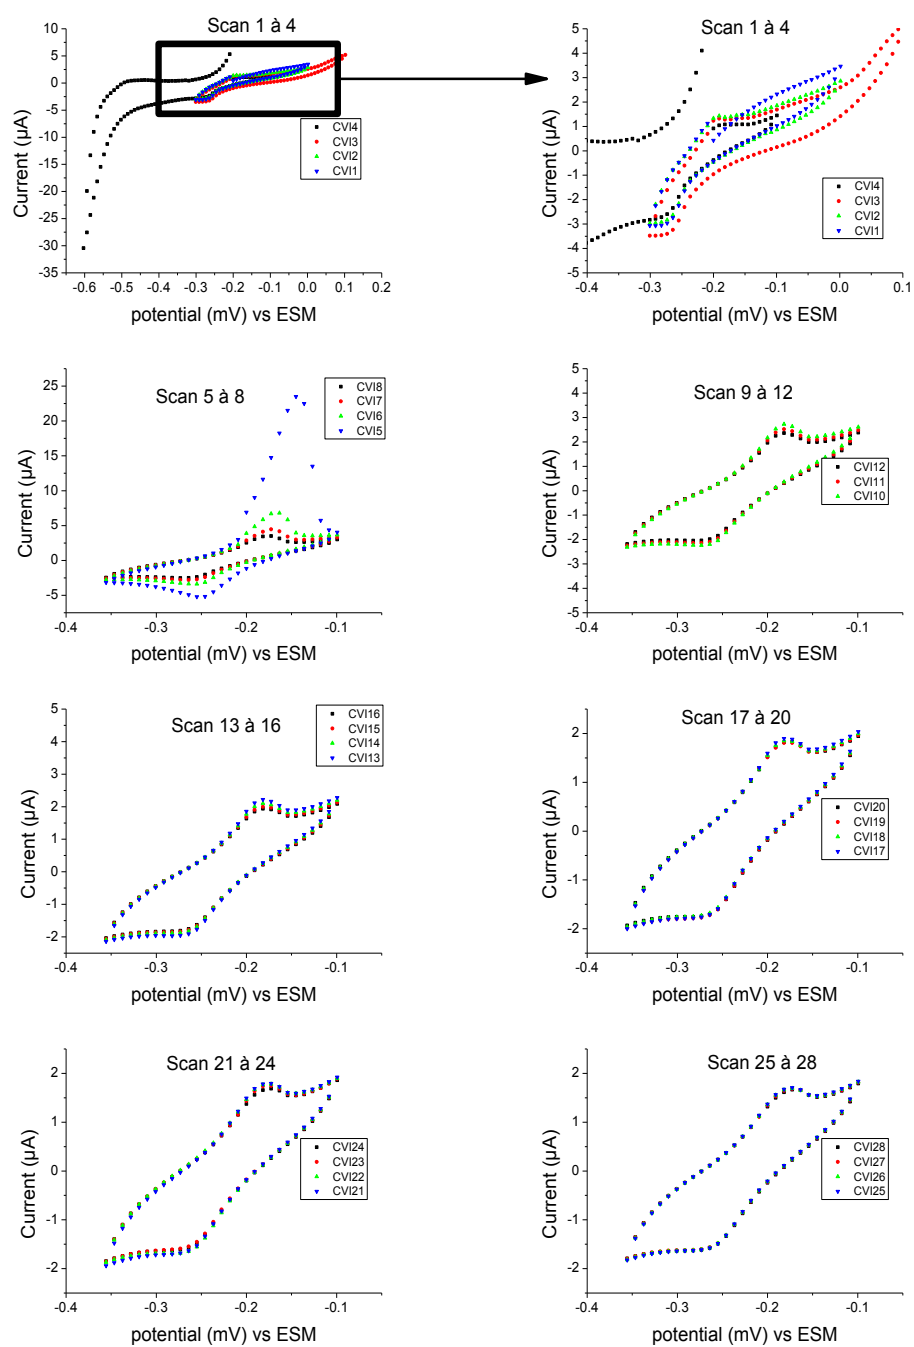 Scan 1 à 4
10
5
0
-5
-10
-15
-20
-25
-30
-35
-0.6 -0.5 -0.4 -0.3 -0.2 -0.1 0.0 0.1 0.2
Current (µA)
potential (mV) vs ESM
CVI4
CVI3
CVI2
CVI1
Scan 1 à 4
5
4
3
2
1
0
-1
-2
-3
-4
-5
-0.4 -0.3 -0.2 -0.1 0.0 0.1
Current (µA)
potential (mV) vs ESM
CVI4
CVI3
CVI2
CVI1
Scan 5 à 8
25
20
15
10
5
0
-5
-0.4 -0.3 -0.2 -0.1
Current (µA)
potential (mV) vs ESM
CVI8
CVI7
CVI6
CVI5
Scan 9 à 12
5
4
3
2
1
0
-1
-2
-3
-4
-5
-0.4 -0.3 -0.2 -0.1
Current (µA)
potential (mV) vs ESM
CVI12
CVI11
CVI10
Scan 13 à 16
5
4
3
2
1
0
-1
-2
-0.4 -0.3 -0.2 -0.1
Current (µA)
potential (mV) vs ESM
CVI16
CVI15
CVI14
CVI13
Scan 17 à 20
2
1
0
-1
-2
-0.4 -0.3 -0.2 -0.1
Current (µA)
potential (mV) vs ESM
CVI20
CVI19
CVI18
CVI17
Scan 21 à 24
2
1
0
-1
-2
-0.4 -0.3 -0.2 -0.1
Current (µA)
potential (mV) vs ESM
CVI24
CVI23
CVI22
CVI21
Scan 25 à 28
2
1
0
-1
-2
-0.4 -0.3 -0.2 -0.1
Current (µA)
potential (mV) vs ESM
CVI28
CVI27
CVI26
CVI25